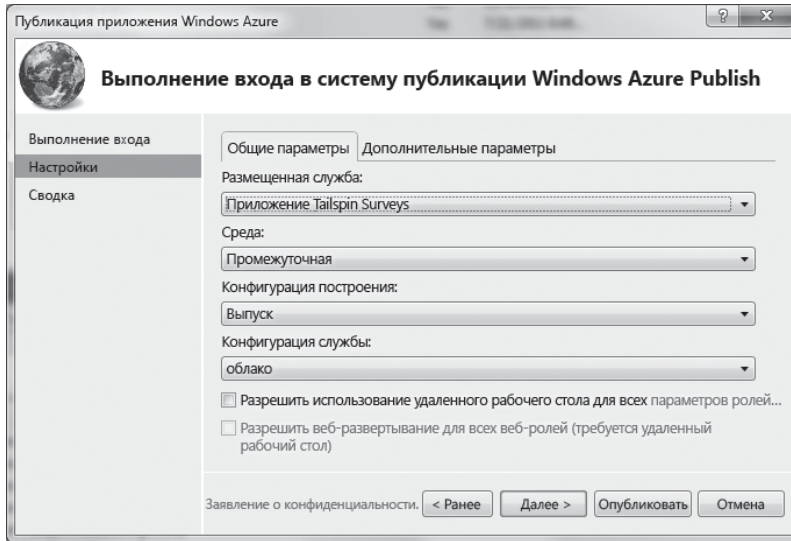 Публикация приложения Windows Azure
Выполнение входа в систему публикации Windows Azure Publish
Выполнение входа
Настройки
Сводка
Общие параметры
Дополнительные параметры
Размещенная служба:
Приложение Tailspin Surveys
Среда:
Промежуточная
Конфигурация построения:
Выпуск
Конфигурация службы:
облако
Разрешить использование удаленного рабочего стола для всех параметров ролей...
Разрешить веб-развертывание для всех веб-ролей (требуется удаленный
рабочий стол)
Заявление о конфиденциальности.
< Ранее
Далее >
Опубликовать
Отмена